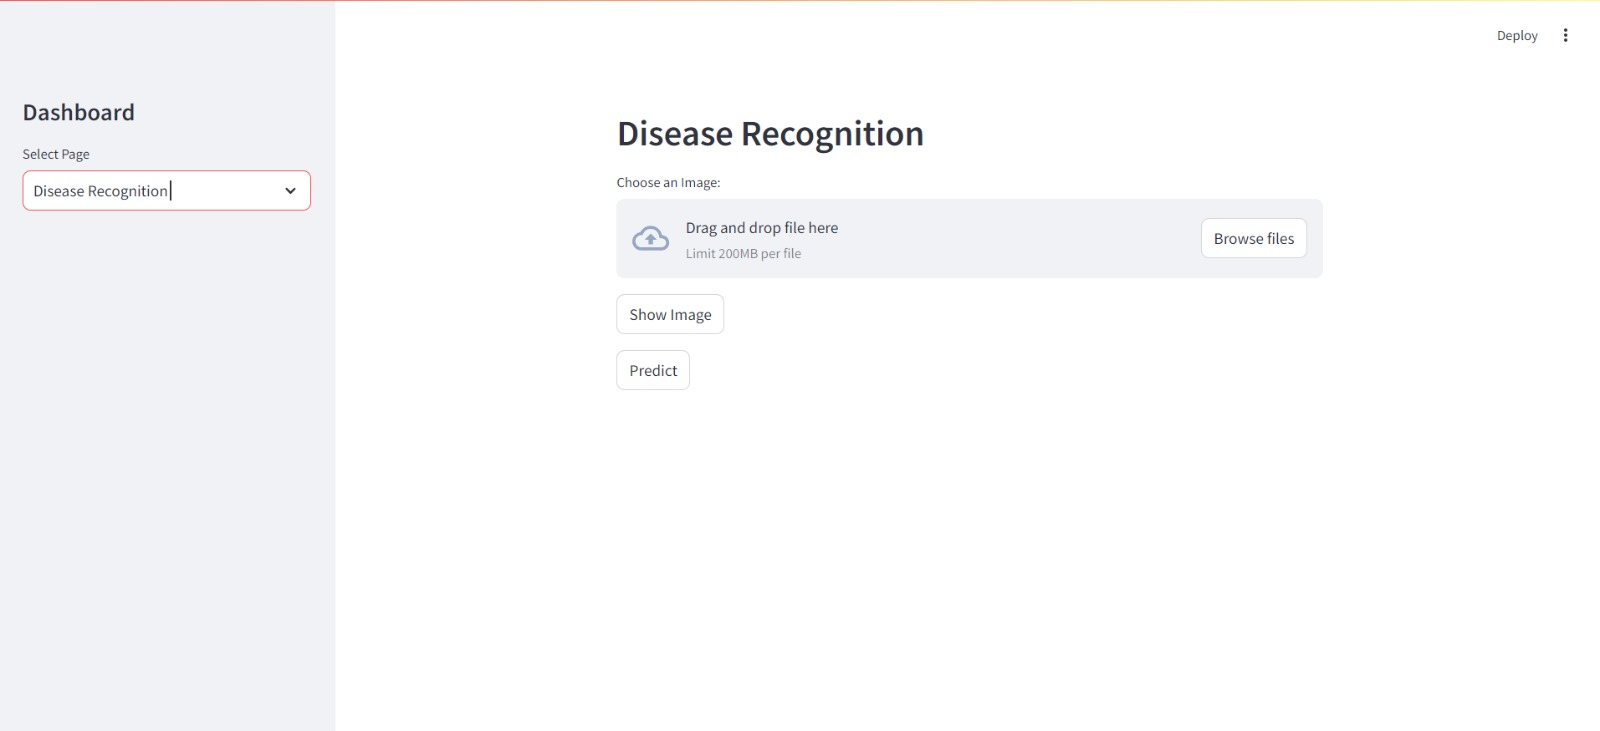 Deploy
Dashboard
Select Page
Disease Recognition
Disease Recognition
Choose an Image:
Drag and drop file here
Limit 200MB per file
Browse files
Show Image
Predict